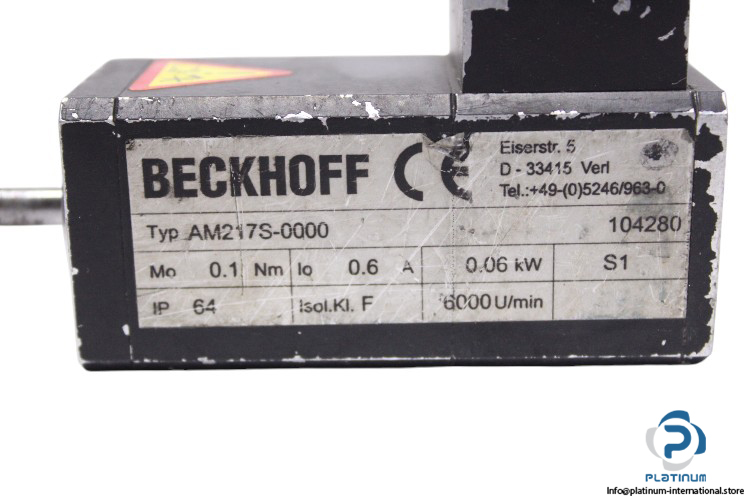 BECKHOFF CE
Eiserstr. 5
D - 33415 Verl
Tel.:+49-(0)5246/963-0
Typ AM217S-0000 104280
Mo 0.1 Nm Io 0.6 A 0.06 kW S1
IP 64 Isol.Kl. F 6000 U/min
PLATINUM
Info@platinum-international.store